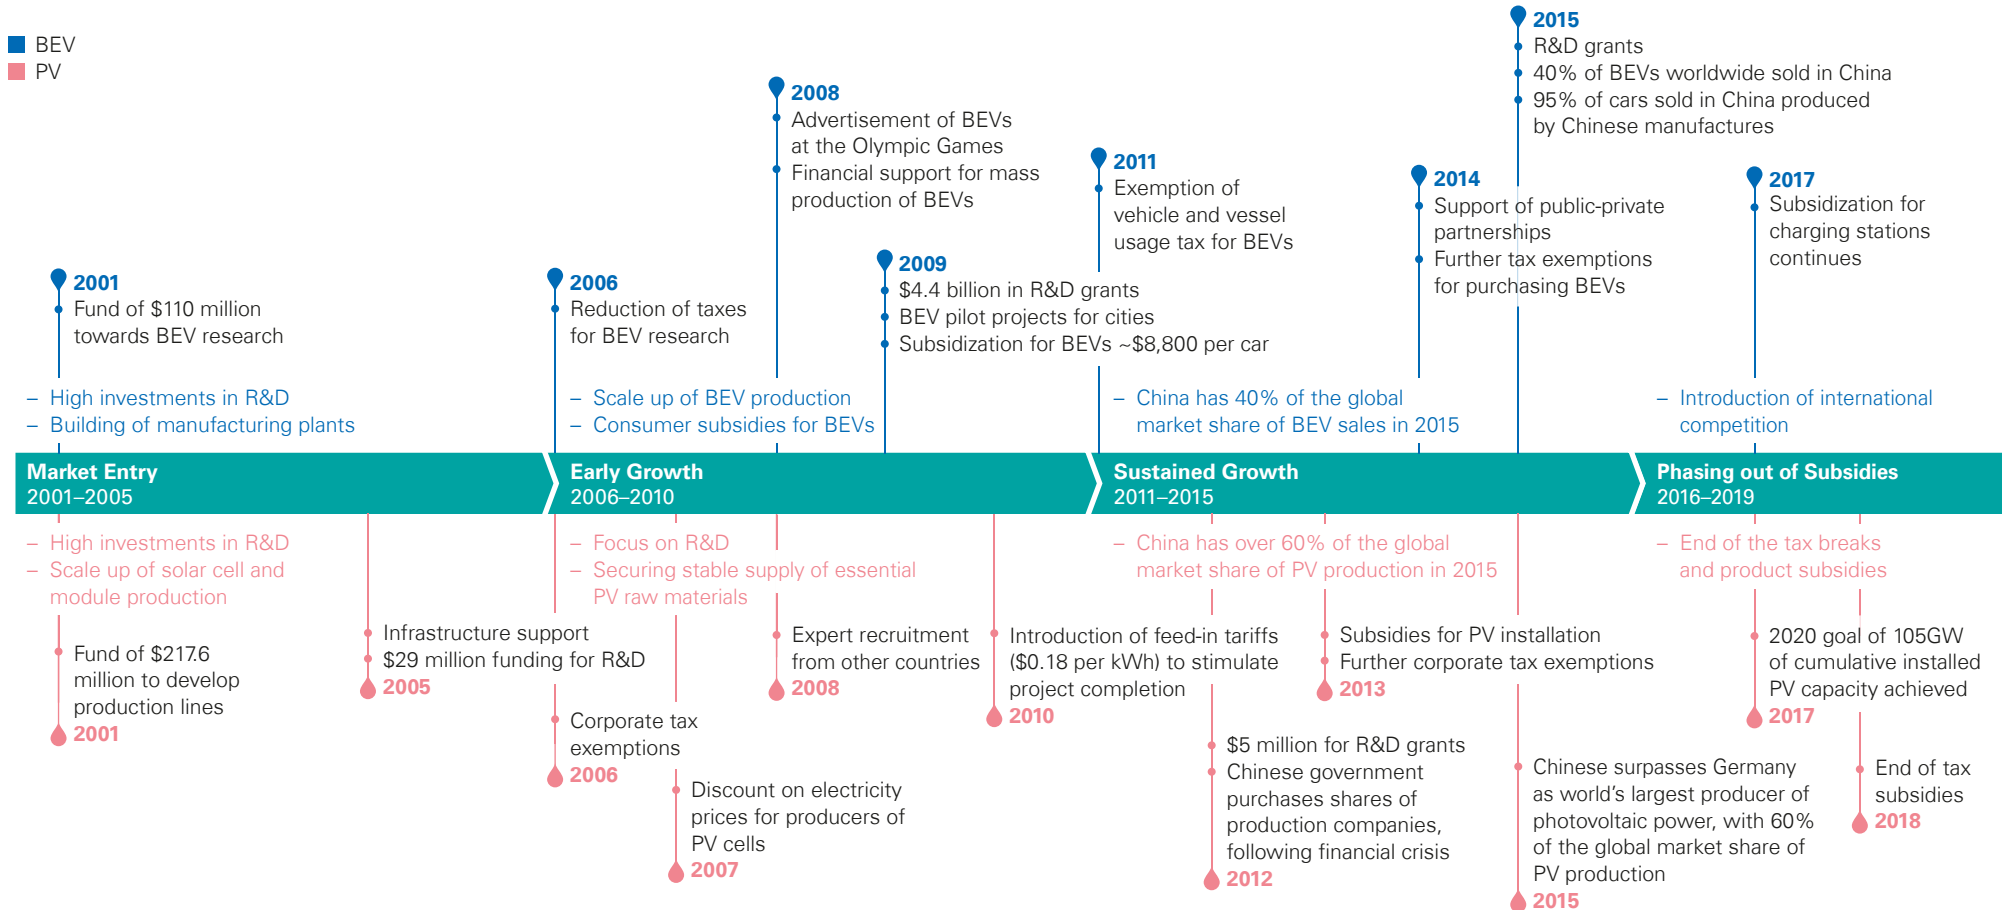 BEV
PV
2015
R&D grants
40% of BEVs worldwide sold in China
95% of cars sold in China produced
by Chinese manufactures
2008
Advertisement of BEVs
at the Olympic Games
Financial support for mass
production of BEVs
2011
Exemption of
vehicle and vessel
usage tax for BEVs
2014
Support of public-private
partnerships
Further tax exemptions
for purchasing BEVs
2017
Subsidization for
charging stations
continues
2001
Fund of $110 million
towards BEV research
2006
Reduction of taxes
for BEV research
2009
$4.4 billion in R&D grants
BEV pilot projects for cities
Subsidization for BEVs ~$8,800 per car
– High investments in R&D
– Building of manufacturing plants
– Scale up of BEV production
– Consumer subsidies for BEVs
– China has 40% of the global
market share of BEV sales in 2015
– Introduction of international
competition
Market Entry
2001–2005
Early Growth
2006–2010
Sustained Growth
2011–2015
Phasing out of Subsidies
2016–2019
– High investments in R&D
– Scale up of solar cell and
module production
– Focus on R&D
– Securing stable supply of essential
PV raw materials
– China has over 60% of the global
market share of PV production in 2015
– End of the tax breaks
and product subsidies
Fund of $217.6
million to develop
production lines
2001
Infrastructure support
$29 million funding for R&D
2005
Corporate tax
exemptions
2006
Discount on electricity
prices for producers of
PV cells
2007
Expert recruitment
from other countries
2008
Introduction of feed-in tariffs
($0.18 per kWh) to stimulate
project completion
2010
$5 million for R&D grants
Chinese government
purchases shares of
production companies,
following financial crisis
2012
Subsidies for PV installation
Further corporate tax exemptions
2013
Chinese surpasses Germany
as world's largest producer of
photovoltaic power, with 60%
of the global market share of
PV production
2015
2020 goal of 105GW
of cumulative installed
PV capacity achieved
2017
End of tax
subsidies
2018